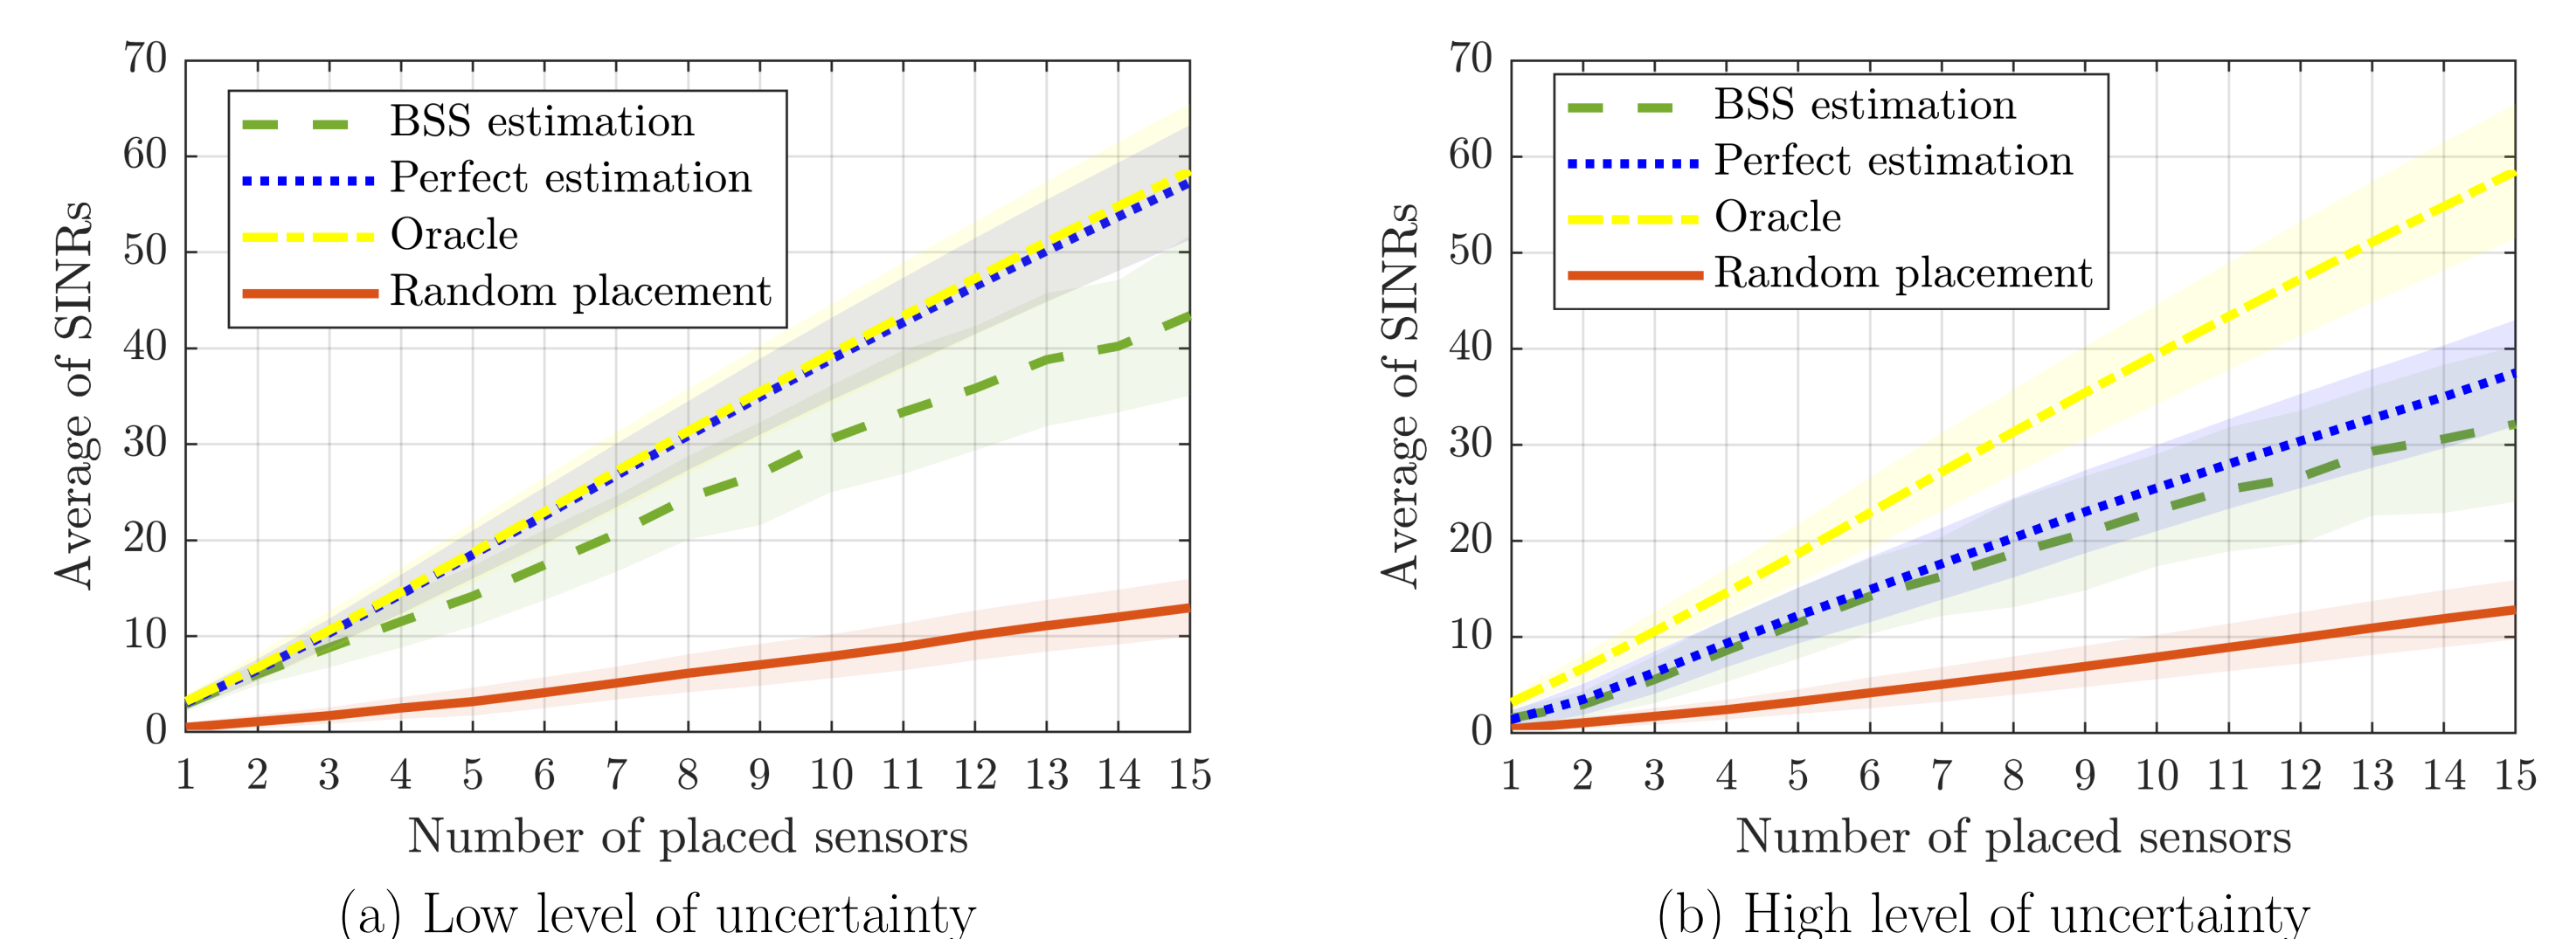 70
60
50
40
30
20
10
0
Average of SINRs
BSS estimation
Perfect estimation
Oracle
Random placement
1 2 3 4 5 6 7 8 9 10 11 12 13 14 15
Number of placed sensors
(a) Low level of uncertainty
70
60
50
40
30
20
10
0
Average of SINRs
BSS estimation
Perfect estimation
Oracle
Random placement
1 2 3 4 5 6 7 8 9 10 11 12 13 14 15
Number of placed sensors
(b) High level of uncertainty